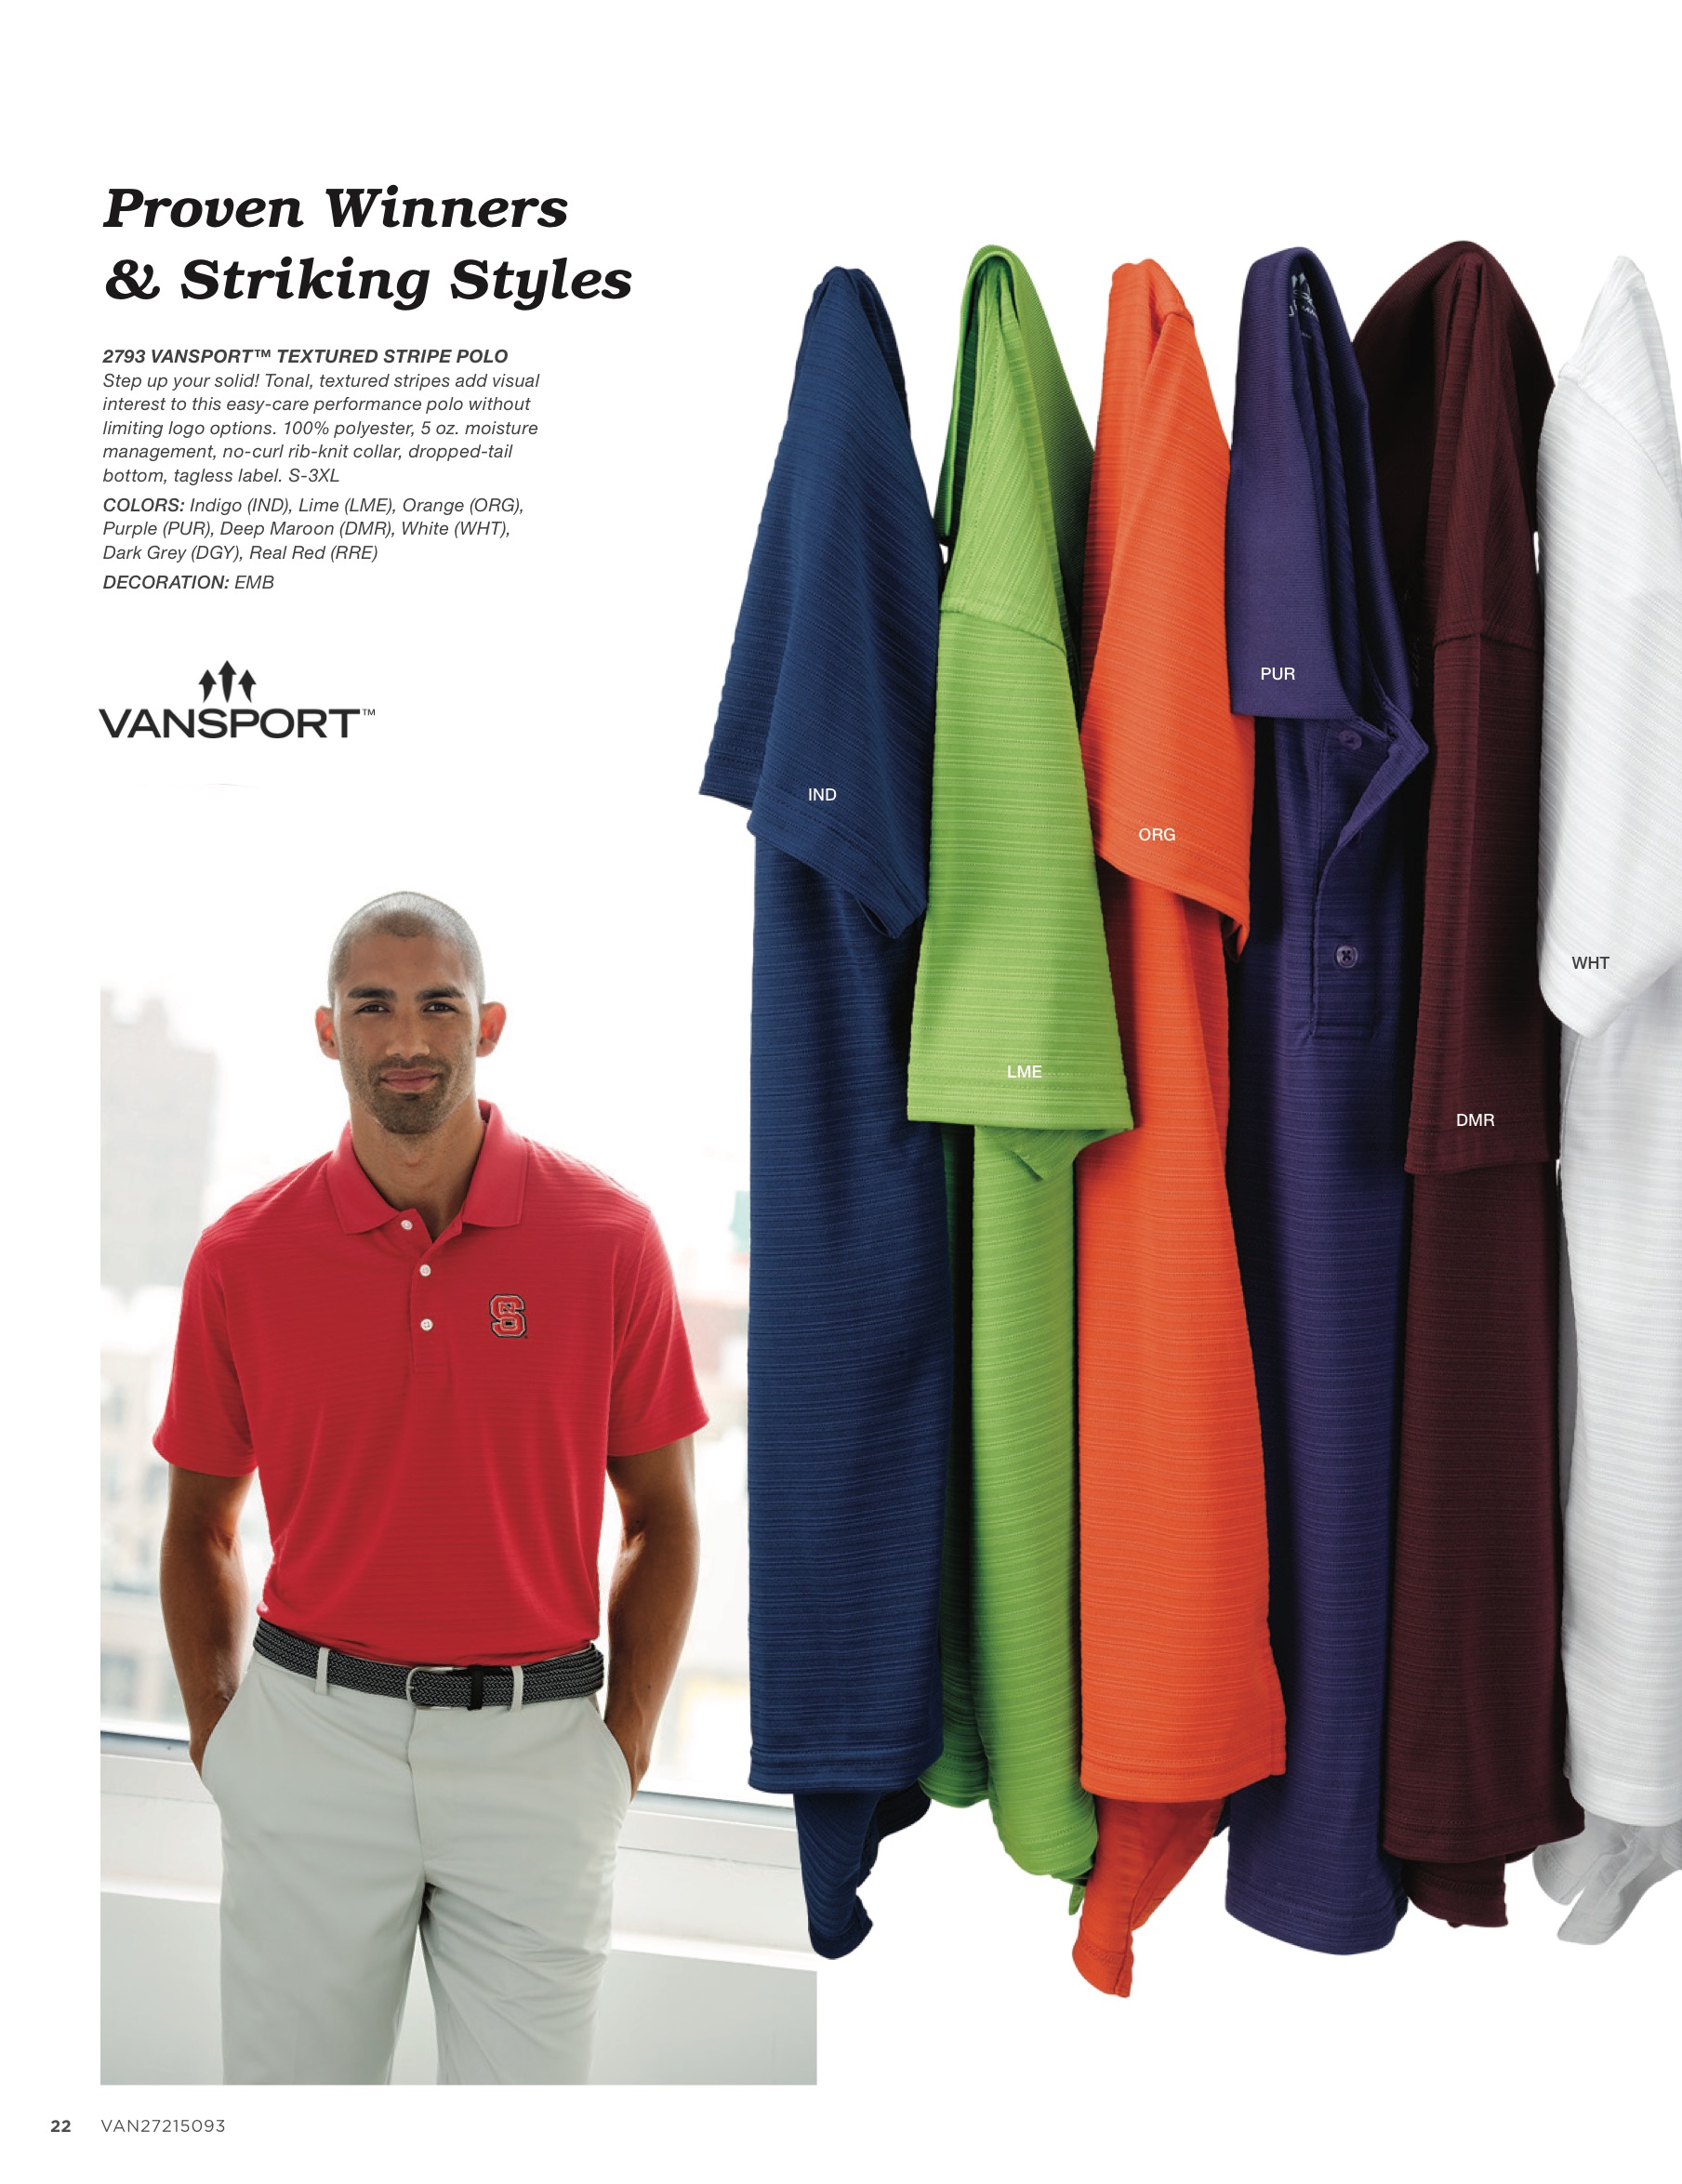 Proven Winners
& Striking Styles
2793 VANSPORT™ TEXTURED STRIPE POLO
Step up your solid! Tonal, textured stripes add visual
interest to this easy-care performance polo without
limiting logo options. 100% polyester, 5 oz. moisture
management, no-curl rib-knit collar, dropped-tail
bottom, tagless label. S-3XL
COLORS: Indigo (IND), Lime (LME), Orange (ORG),
Purple (PUR), Deep Maroon (DMR), White (WHT),
Dark Grey (DGY), Real Red (RRE)
DECORATION: EMB
VANSPORT™
PUR
IND
ORG
WHT
LME
DMR
22 VAN27215093